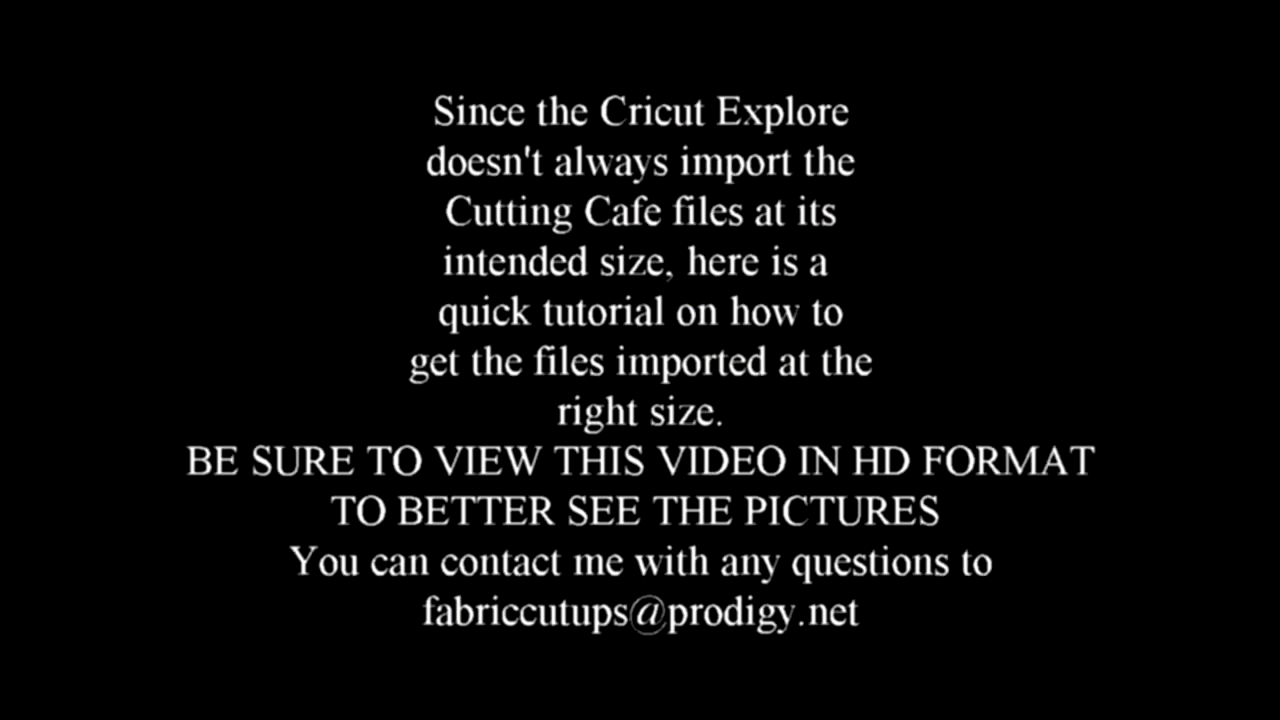 Since the Cricut Explore
doesn't always import the
Cutting Cafe files at its
intended size, here is a
quick tutorial on how to
get the files imported at the
right size.
BE SURE TO VIEW THIS VIDEO IN HD FORMAT
TO BETTER SEE THE PICTURES
You can contact me with any questions to
fabriccutups@prodigy.net